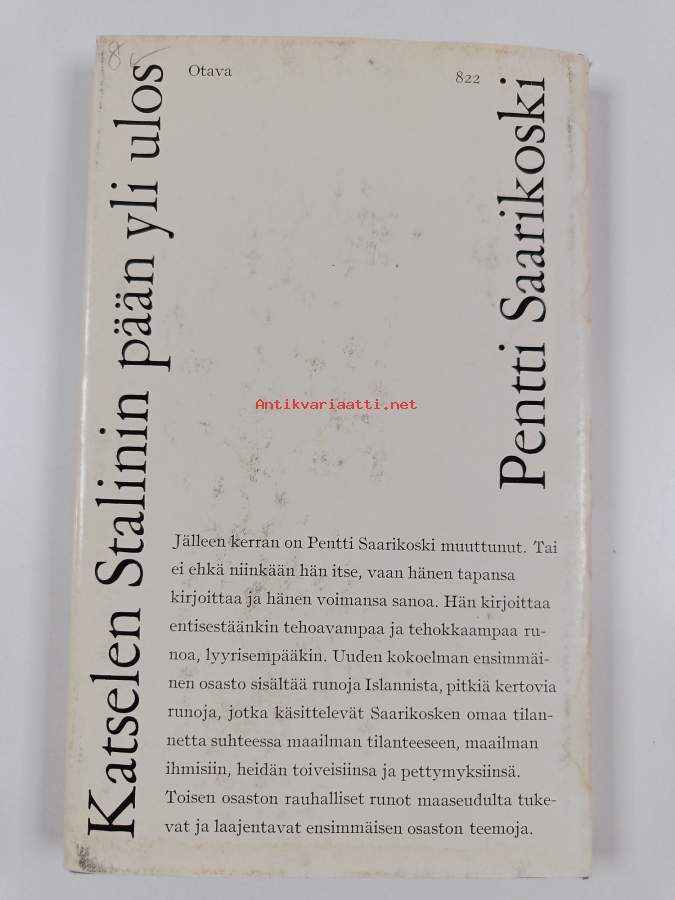 Otava
822
Katselen Stalinin pään yli ulos
Pentti Saarikoski
Antikvariaatti.net
Jälleen kerran on Pentti Saarikoski muuttunut. Tai
ei ehkä niinkään hän itse, vaan hänen tapansa
kirjoittaa ja hänen voimansa sanoa. Hän kirjoittaa
entisestäänkin tehoavampaa ja tehokkaampaa ru-
noa, lyyrisempääkin. Uuden kokoelman ensimmäi-
nen osasto sisältää runoja Islannista, pitkiä kertovia
runoja, jotka käsittelevät Saarikosken omaa tilan-
netta suhteessa maailman tilanteeseen, maailman
ihmisiin, heidän toiveisiinsa ja pettymyksiinsä.
Toisen osaston rauhalliset runot maaseudulta tuke-
vat ja laajentavat ensimmäisen osaston teemoja.